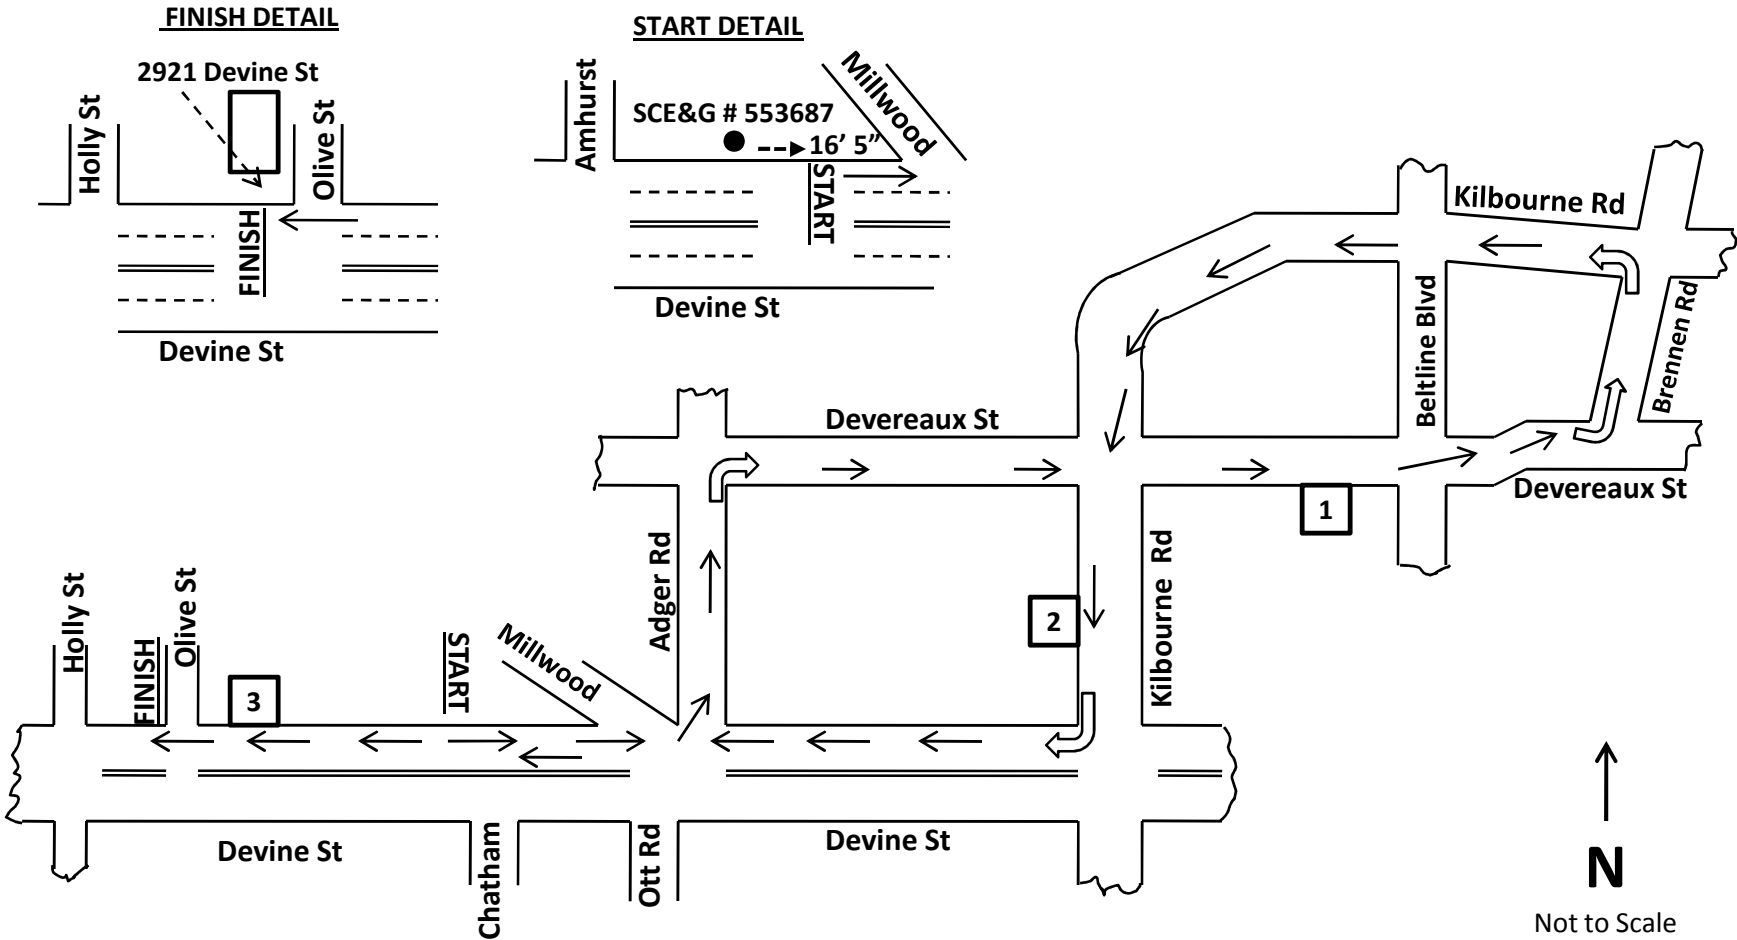 FINISH DETAIL
2921 Devine St
Holly St
Olive St
FINISH
Devine St
START DETAIL
Amhurst
Millwood
SCE&G # 553687
16’ 5”
START
Devine St
Kilbourne Rd
Beltline Blvd
Brennen Rd
Devereaux St
Devereaux St
1
Adger Rd
2
Kilbourne Rd
Holly St
FINISH
Olive St
3
START
Millwood
Devine St
Chatham
Ott Rd
Devine St
N
Not to Scale